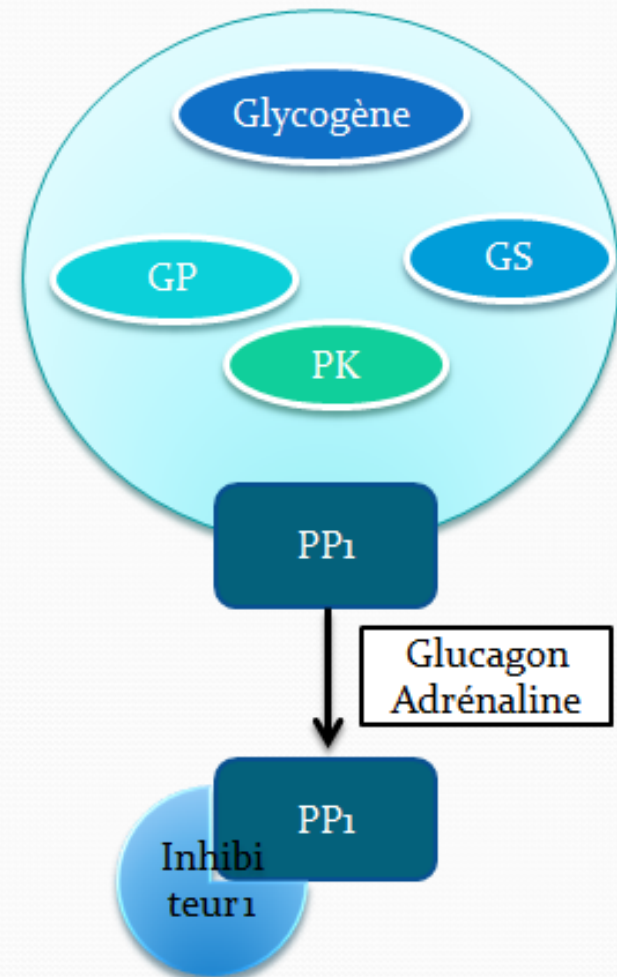 Glycogène
GP
GS
PK
PP1
Glucagon
Adrénaline
PP1
Inhibi
teur1